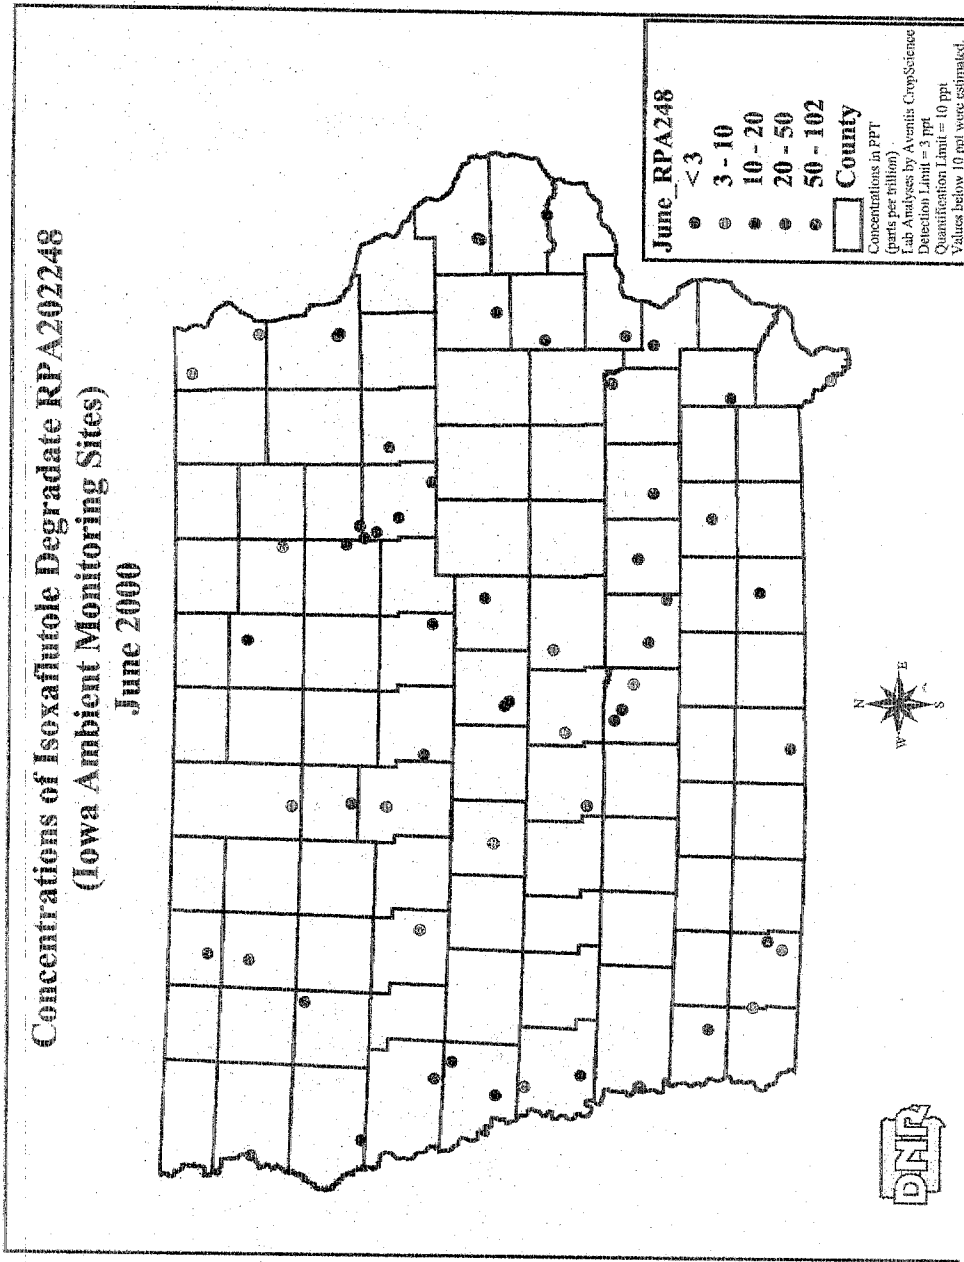 Concentrations of Isoxaflutole Degradate RPA202248
(Iowa Ambient Monitoring Sites)
June 2000
June_RPA248
< 3
3 - 10
10 - 20
20 - 50
50 - 102
County
Concentrations in PPT
(parts per trillion)
Lab Analyses by Aventis CropScience
Detection Limit = 3 ppt
Quantification Limit = 10 ppt
Values below 10 ppt were estimated.
N
W
E
S
DNR